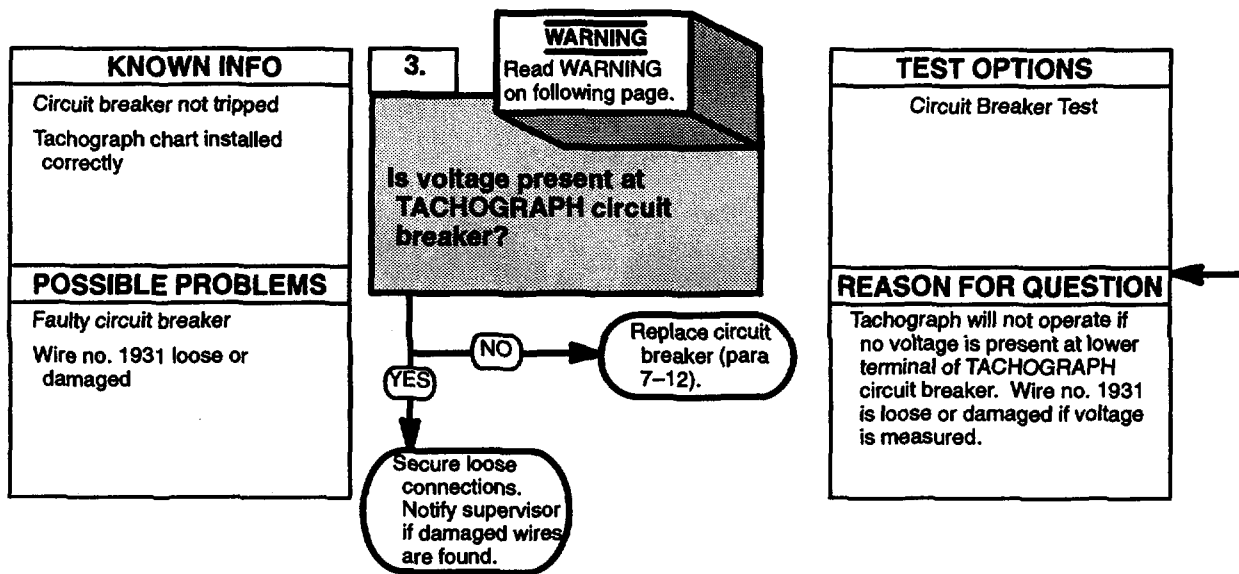 KNOWN INFO
Circuit breaker not tripped
Tachograph chart installed
correctly
POSSIBLE PROBLEMS
Faulty circuit breaker
Wire no. 1931 loose or
damaged
3.
WARNING
Read WARNING
on following page.
Is voltage present at
TACHOGRAPH circuit
breaker?
NO
Replace circuit
breaker (para
7–12).
YES
Secure loose
connections.
Notify supervisor
if damaged wires
are found.
TEST OPTIONS
Circuit Breaker Test
REASON FOR QUESTION
Tachograph will not operate if
no voltage is present at lower
terminal of TACHOGRAPH
circuit breaker. Wire no. 1931
is loose or damaged if voltage
is measured.